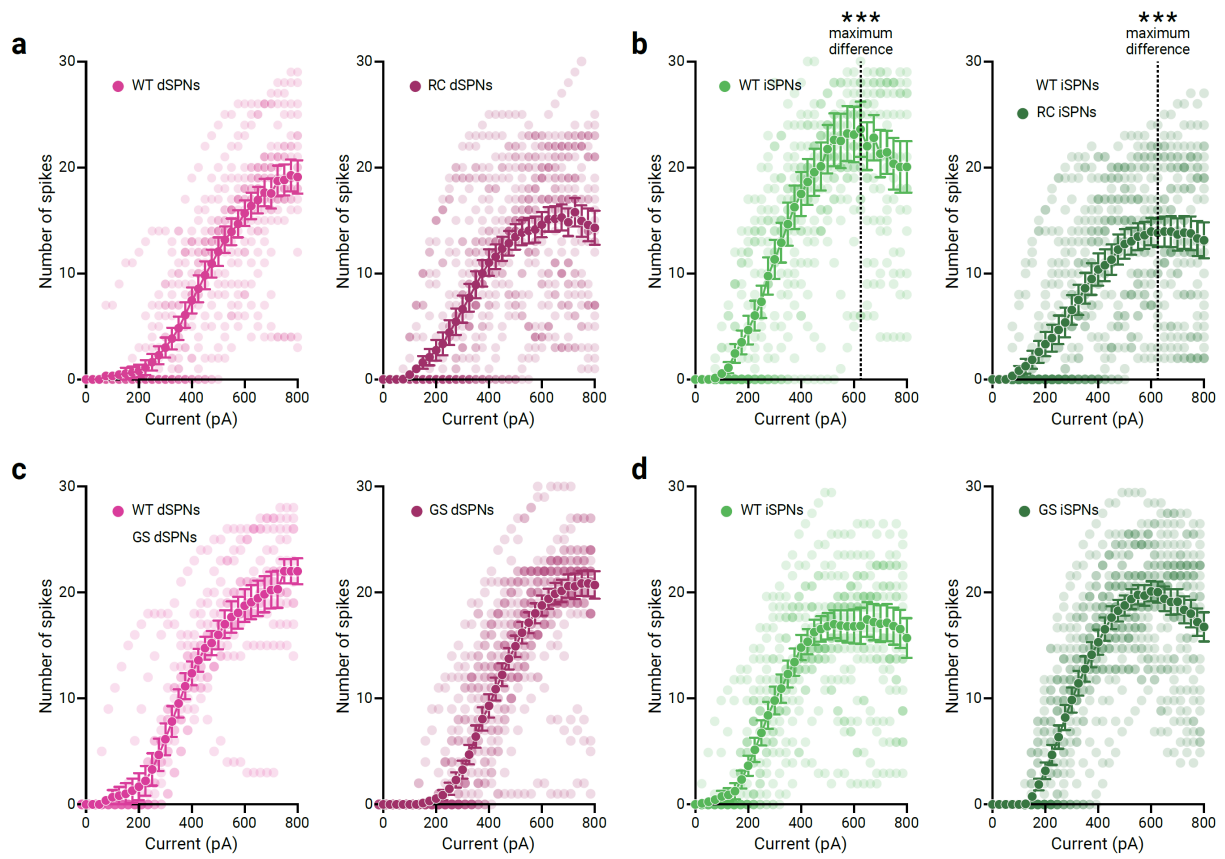 a
WT dSPNs
30
20
10
0
Number of spikes
0 200 400 600 800
Current (pA)
RC dSPNs
30
20
10
0
Number of spikes
0 200 400 600 800
Current (pA)
b
***
maximum
difference
WT iSPNs
30
20
10
0
Number of spikes
0 200 400 600 800
Current (pA)
***
maximum
difference
WT iSPNs
RC iSPNs
30
20
10
0
Number of spikes
0 200 400 600 800
Current (pA)
c
WT dSPNs
GS dSPNs
30
20
10
0
Number of spikes
0 200 400 600 800
Current (pA)
GS dSPNs
30
20
10
0
Number of spikes
0 200 400 600 800
Current (pA)
d
WT iSPNs
30
20
10
0
Number of spikes
0 200 400 600 800
Current (pA)
GS iSPNs
30
20
10
0
Number of spikes
0 200 400 600 800
Current (pA)